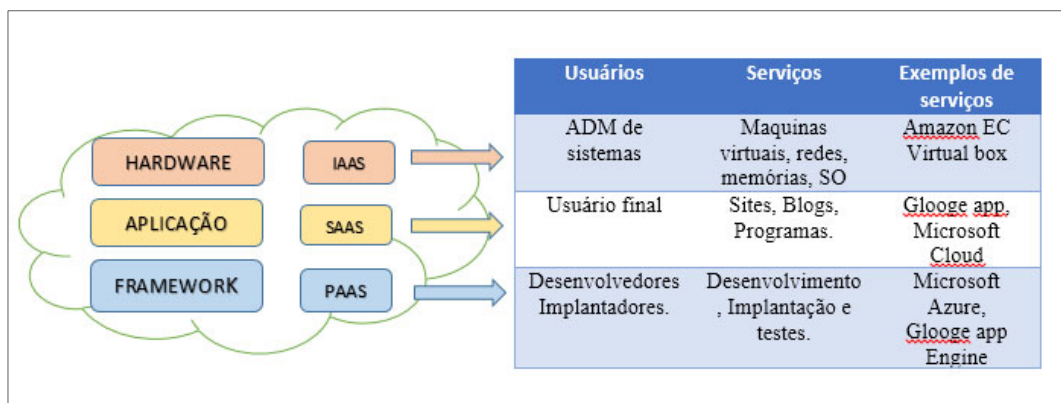 HARDWARE
IAAS
APLICAÇÃO
SAAS
FRAMEWORK
PAAS
Usuários
Serviços
Exemplos de
serviços
ADM de
sistemas
Maquinas
virtuais, redes,
memórias, SO
Amazon EC
Virtual box
Usuário final
Sites, Blogs,
Programas.
Glooge app,
Microsoft
Cloud
Desenvolvedores
Implantadores.
Desenvolvimento
, Implantação e
testes.
Microsoft
Azure,
Glooge app
Engine